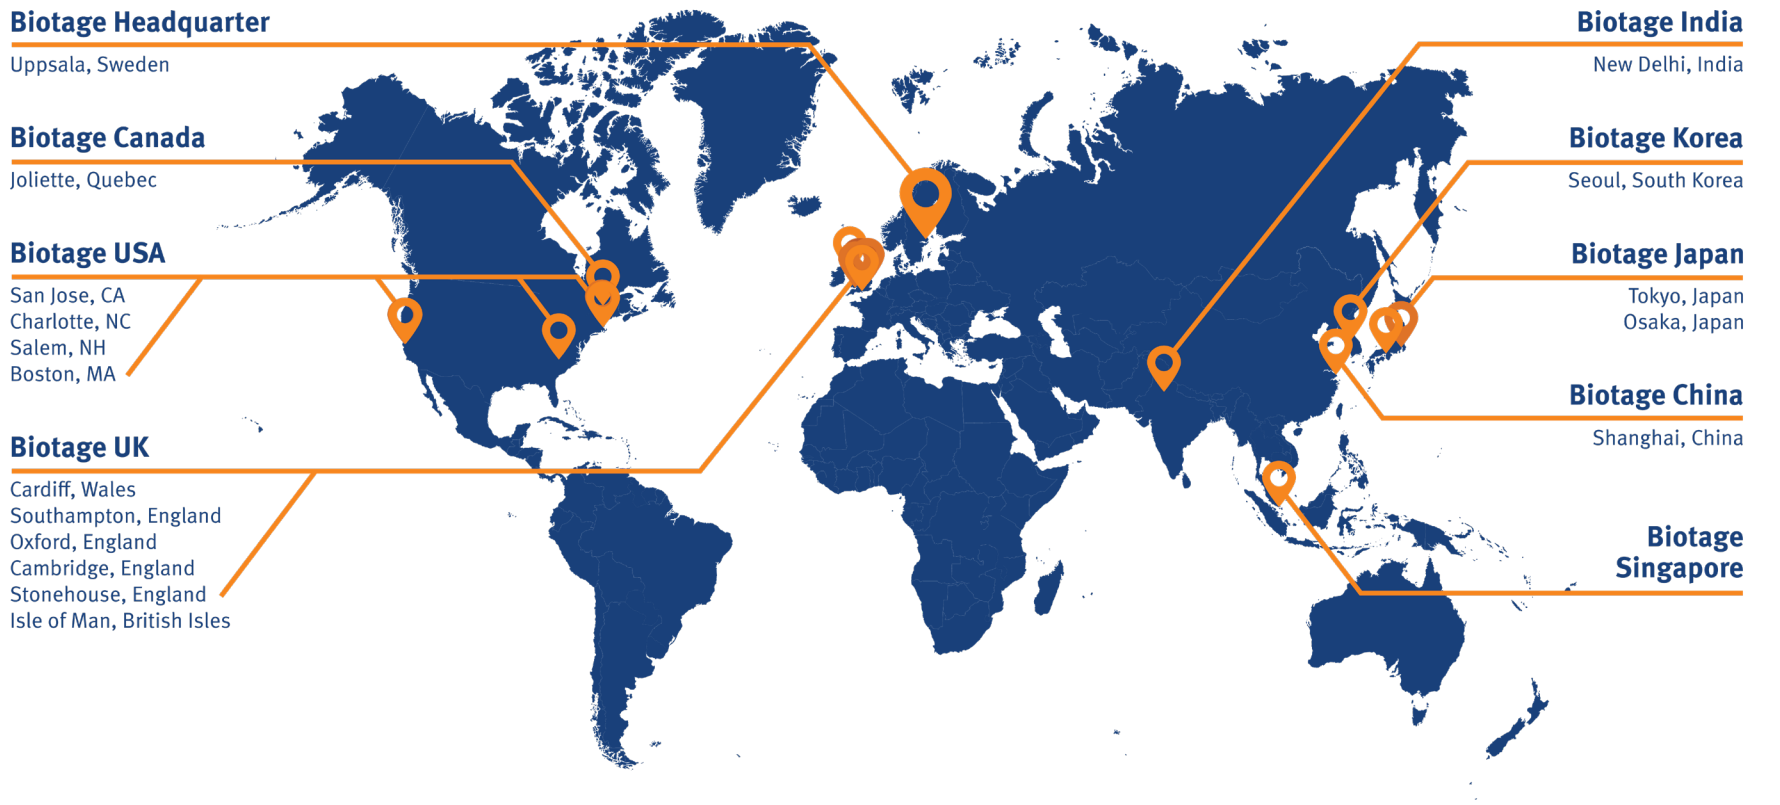 Biotage Headquarter
Uppsala, Sweden
Biotage Canada
Joliette, Quebec
Biotage USA
San Jose, CA
Charlotte, NC
Salem, NH
Boston, MA
Biotage UK
Cardiff, Wales
Southampton, England
Oxford, England
Cambridge, England
Stonehouse, England
Isle of Man, British Isles
Biotage India
New Delhi, India
Biotage Korea
Seoul, South Korea
Biotage Japan
Tokyo, Japan
Osaka, Japan
Biotage China
Shanghai, China
Biotage
Singapore